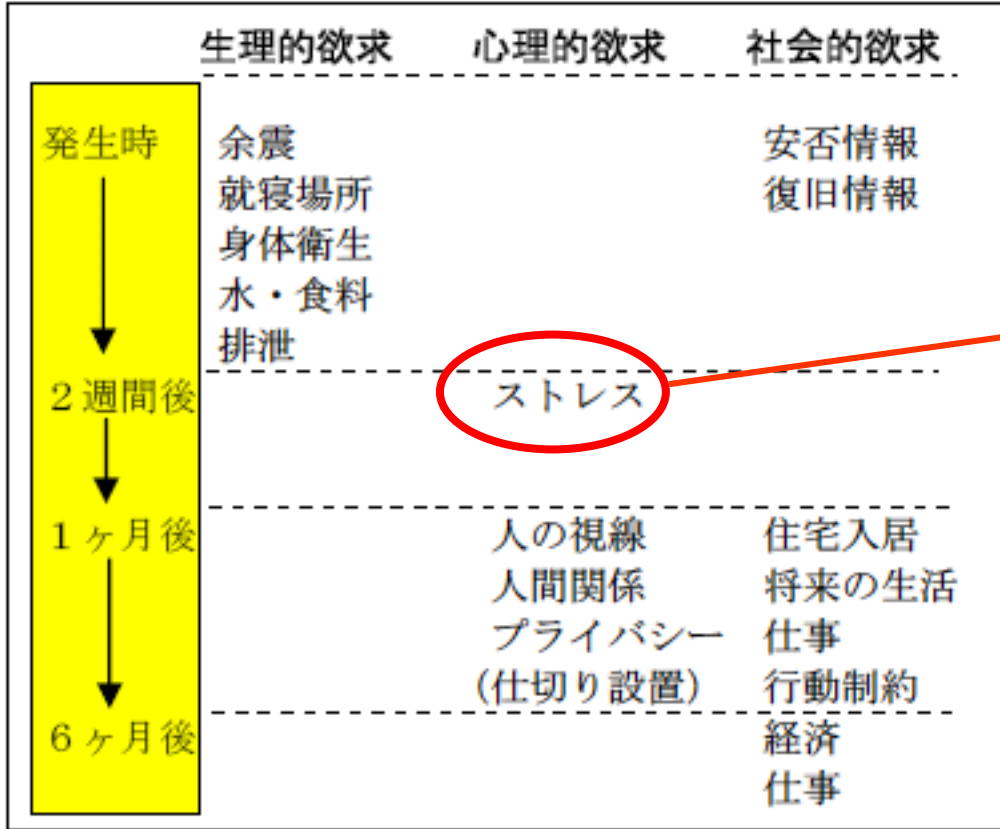 生理的欲求 心理的欲求 社会的欲求
発生時 余震 安否情報
就寝場所 復旧情報
身体衛生
水・食料
排泄
2週間後 ストレス
1ヶ月後 人の視線 住宅入居
人間関係 将来の生活
プライバシー 仕事
(仕切り設置) 行動制約
6ヶ月後 経済
仕事